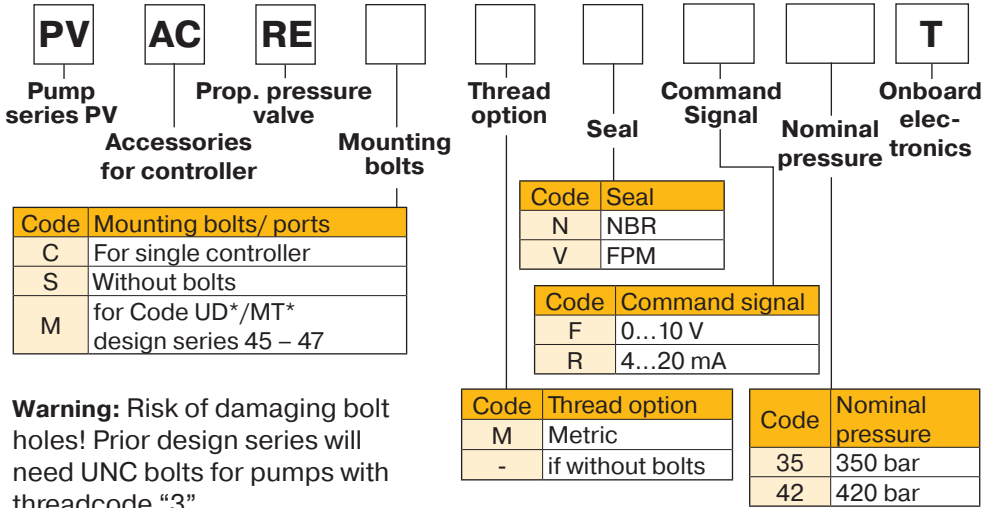 PV AC RE T
Pump series PV
Accessories for controller
Prop. pressure valve
Mounting bolts
Thread option
Seal
Command Signal
Nominal pressure
Onboard elec-
tronics
Code Mounting bolts/ ports
C For single controller
S Without bolts
M for Code UD*/MT*
design series 45 – 47
Code Seal
N NBR
V FPM
Code Command signal
F 0...10 V
R 4...20 mA
Code Thread option
M Metric
- if without bolts
Code Nominal pressure
35 350 bar
42 420 bar
Warning: Risk of damaging bolt
holes! Prior design series will
need UNC bolts for pumps with
threadcode “3”